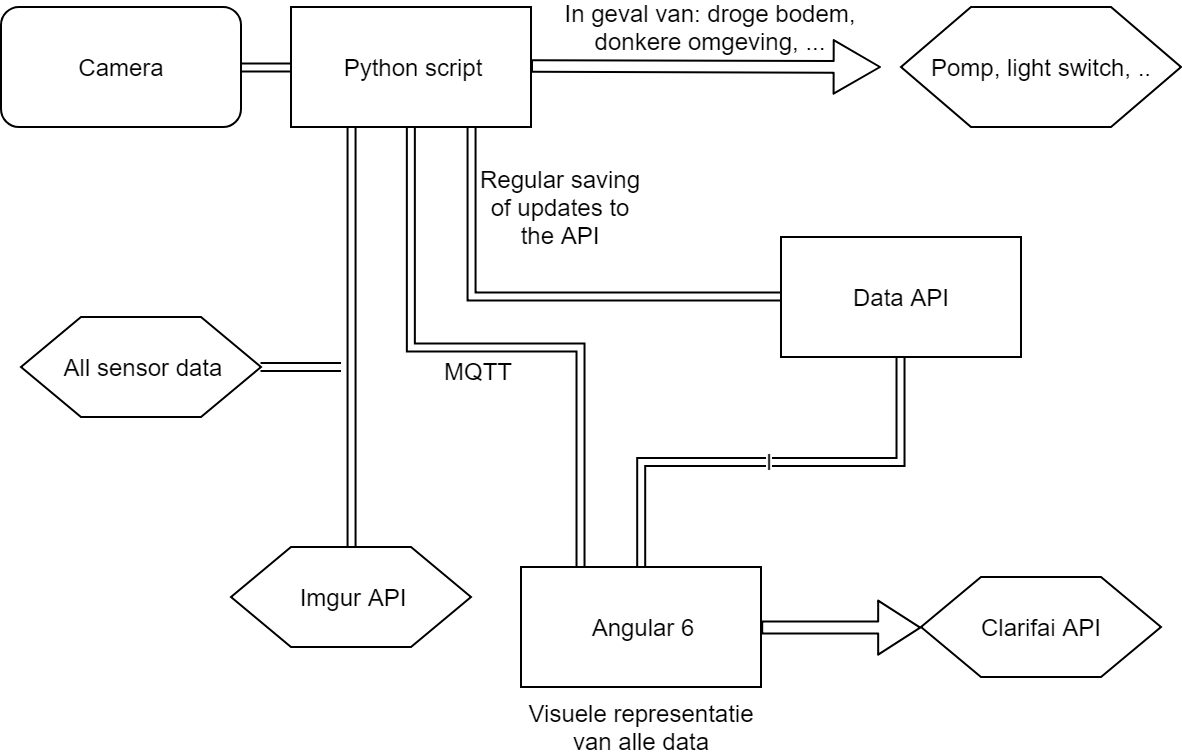 In geval van: droge bodem,
donkere omgeving, ...
Camera
Python script
Pomp, light switch, ..
Regular saving
of updates to
the API
Data API
All sensor data
MQTT
Imgur API
Angular 6
Clarifai API
Visuele representatie
van alle data